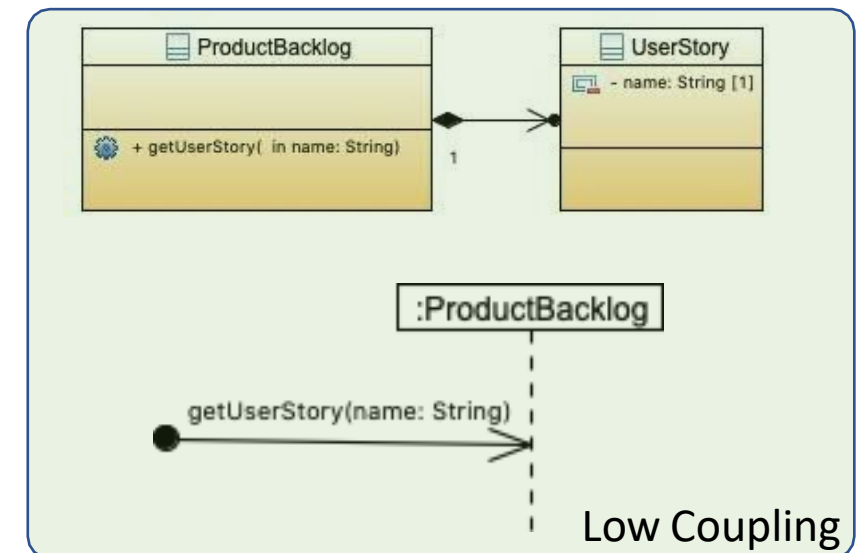 ProductBacklog
UserStory
- name: String [1]
+ getUserStory( in name: String)
1
:ProductBacklog
getUserStory(name: String)
Low Coupling